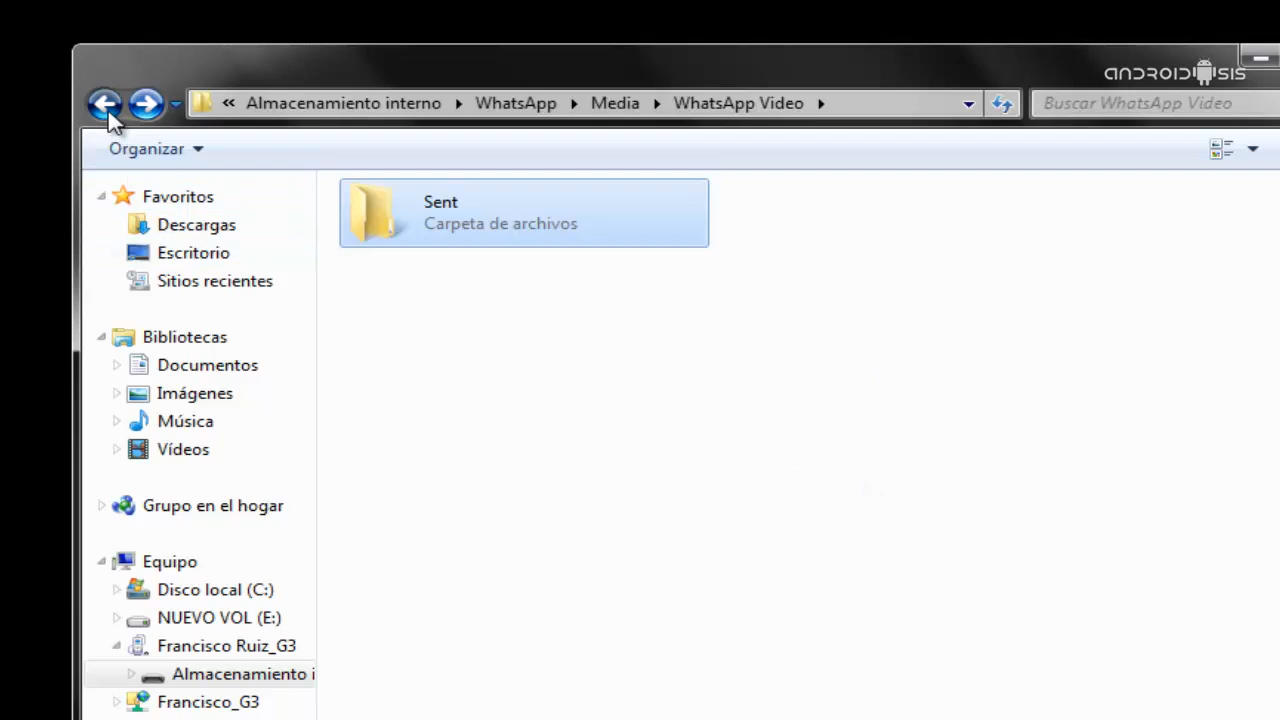 ANDROIDSIS
« Almacenamiento interno ▸ WhatsApp ▸ Media ▸ WhatsApp Video ▸
Buscar WhatsApp Video
Organizar
Favoritos
Descargas
Escritorio
Sitios recientes
Bibliotecas
Documentos
Imágenes
Música
Vídeos
Grupo en el hogar
Equipo
Disco local (C:)
NUEVO VOL (E:)
Francisco Ruiz_G3
Almacenamiento i
Francisco_G3
Sent
Carpeta de archivos